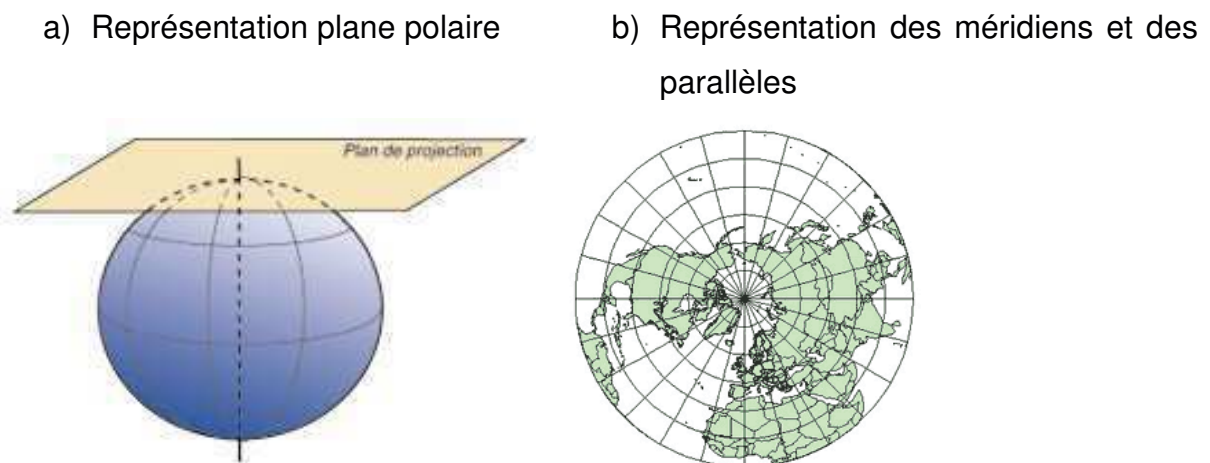 a) Représentation plane polaire
b) Représentation des méridiens et des
parallèles
Plan de projection